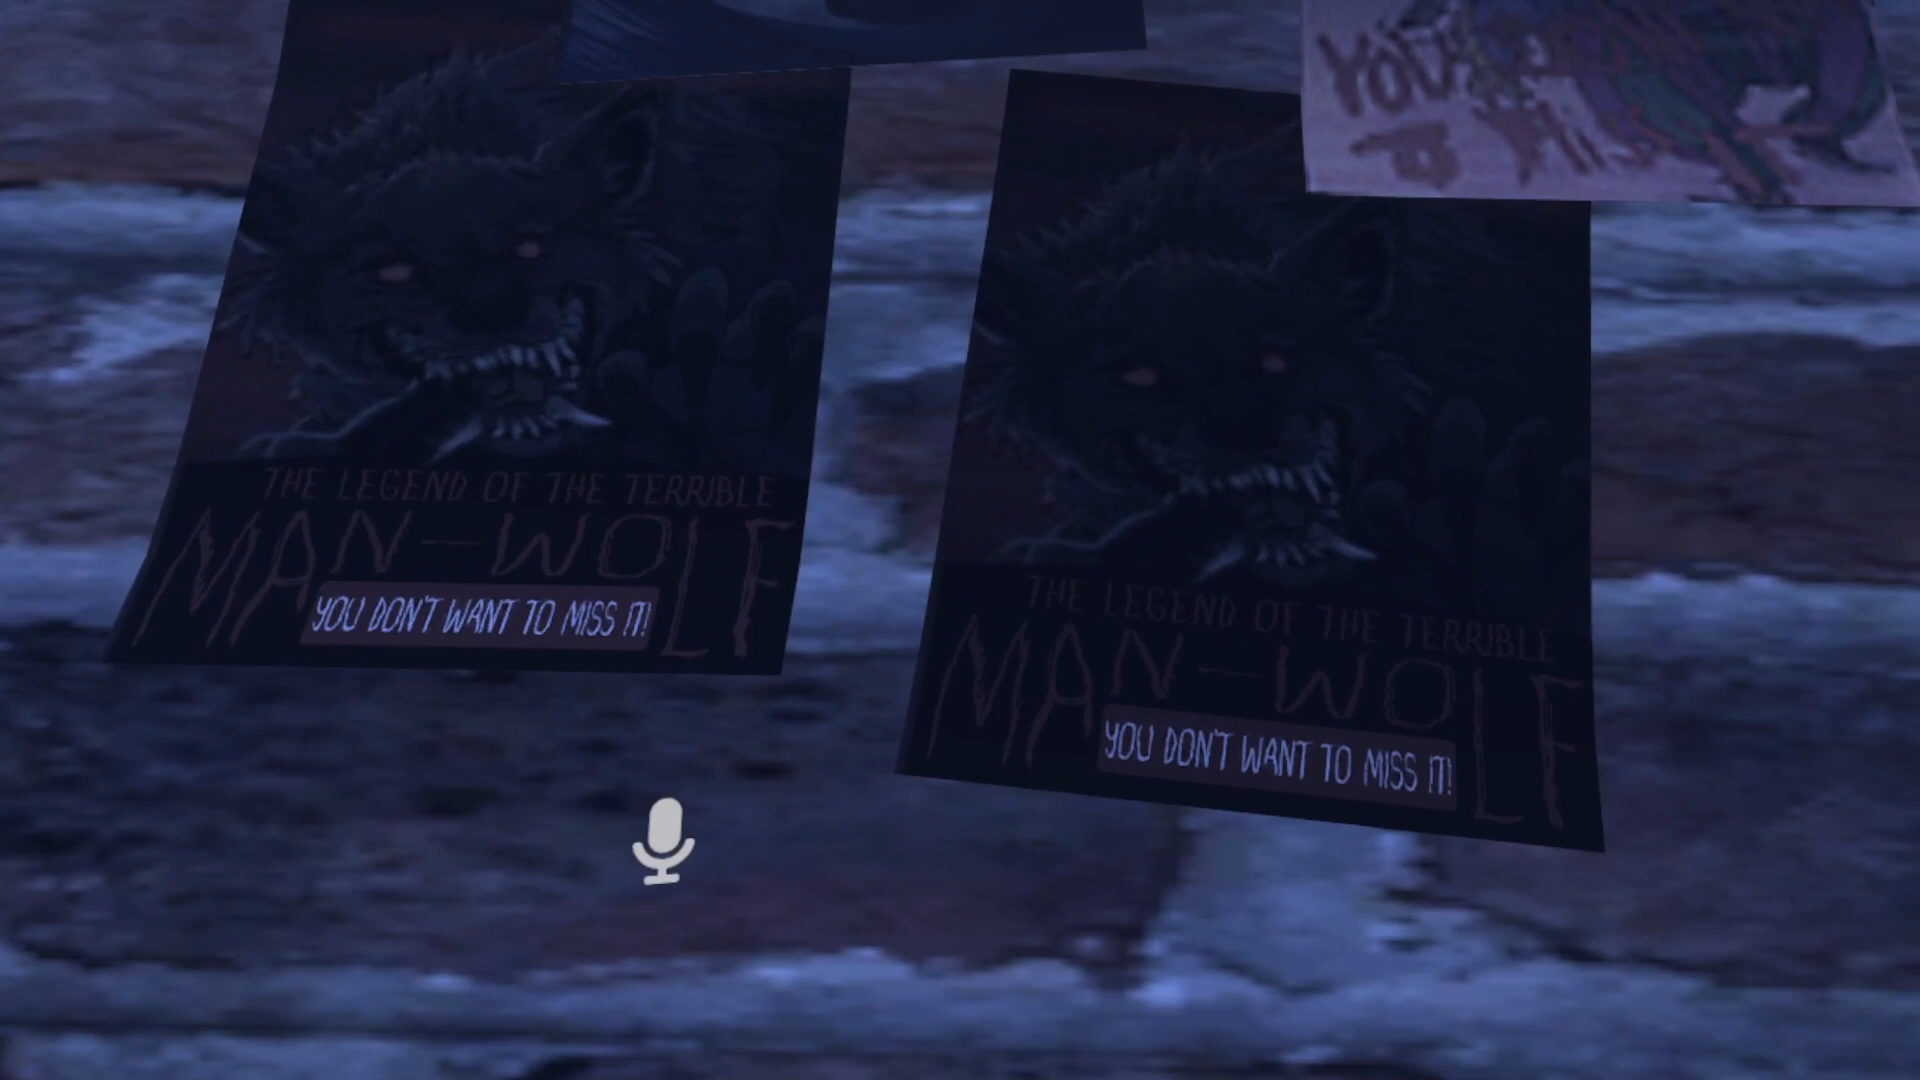 THE LEGEND OF THE TERRIBLE
MAN-WOLF
YOU DON'T WANT TO MISS IT!
THE LEGEND OF THE TERRIBLE
MAN-WOLF
YOU DON'T WANT TO MISS IT!